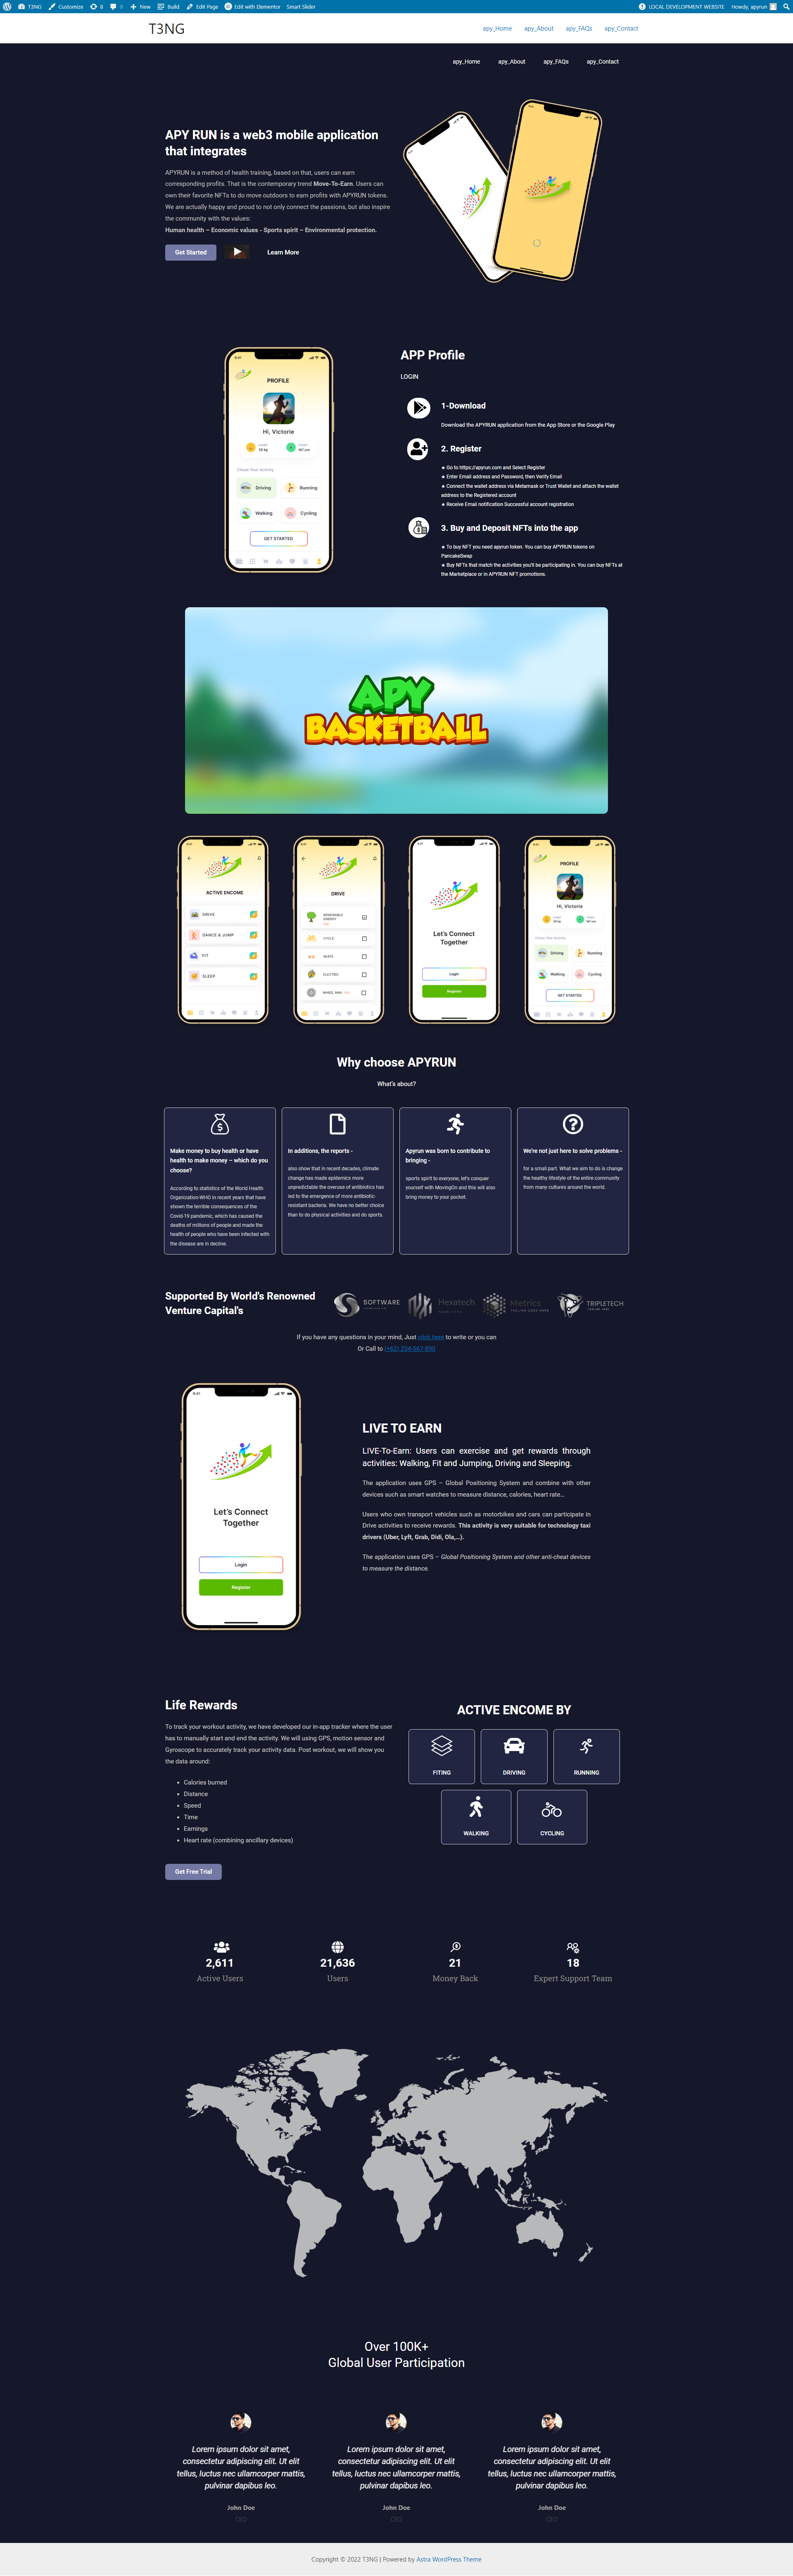 T3NG
Customize
8
0
New
Build
Edit Page
Edit with Elementor
Smart Slider
LOCAL DEVELOPMENT WEBSITE
Howdy, apyrun
T3NG
apy_Home
apy_About
apy_FAQs
apy_Contact
apy_Home
apy_About
apy_FAQs
apy_Contact
APY RUN is a web3 mobile application
that integrates
APYRUN is a method of health training, based on that, users can earn
corresponding profits. That is the contemporary trend Move-To-Earn. Users can
own their favorite NFTs to do move outdoors to earn profits with APYRUN tokens.
We are actually happy and proud to not only connect the passions, but also inspire
the community with the values:
Human health – Economic values - Sports spirit – Environmental protection.
Get Started
Learn More
PROFILE
Hi, Victorie
Chose Your Activity
Driving
Running
Walking
Cycling
GET STARTED
APP Profile
LOGIN
1-Download
Download the APYRUN application from the App Store or the Google Play
2. Register
★ Go to https://apyrun.com and Select Register
★ Enter Email address and Password, then Verify Email
★ Connect the wallet address via Metamask or Trust Wallet and attach the wallet
address to the Registered account
★ Receive Email notification Successful account registration
3. Buy and Deposit NFTs into the app
★ To buy NFT you need apyrun token. You can buy APYRUN tokens on
PancakeSwap
★ Buy NFTs that match the activities you'll be participating in. You can buy NFTs at
the Marketplace or in APYRUN NFT promotions.
APY
BASKETBALL
ACTIVE ENCOME
DRIVE
DANCE & JUMP
FIT
SLEEP
DRIVE
RENEWABLE
ENERGY
CYCLE
SKATE
ELECTRO
WHEEL RUN
Let's Connect
Together
Login
Register
PROFILE
Hi, Victorie
Chose Your Activity
Driving
Running
Walking
Cycling
GET STARTED
Why choose APYRUN
What's about?
Make money to buy health or have
health to make money – which do you
choose?
According to statistics of the World Health
Organization-WHO in recent years that have
shown the terrible consequences of the
Covid-19 pandemic, which has caused the
deaths of millions of people and made the
health of people who have been infected with
the disease are in decline.
In additions, the reports -
also show that in recent decades, climate
change has made epidemics more
unpredictable the overuse of antibiotics has
led to the emergence of more antibiotic-
resistant bacteria. We have no better choice
than to do physical activities and do sports.
Apyrun was born to contribute to
bringing -
sports spirit to everyone, let's conquer
yourself with MovingOn and this will also
bring money to your pocket.
We're not just here to solve problems -
for a small part. What we aim to do is change
the healthy lifestyle of the entire community
from many cultures around the world.
Supported By World's Renowned
Venture Capital's
SOFTWARE
Hexatech
Metrics
TRIPLETECH
If you have any questions in your mind, Just click here to write or you can
Or Call to (+62) 234-567-890
Let's Connect
Together
Login
Register
LIVE TO EARN
LIVE-To-Earn: Users can exercise and get rewards through
activities: Walking, Fit and Jumping, Driving and Sleeping.
The application uses GPS – Global Positioning System and combine with other
devices such as smart watches to measure distance, calories, heart rate…
Users who own transport vehicles such as motorbikes and cars can participate in
Drive activities to receive rewards. This activity is very suitable for technology taxi
drivers (Uber, Lyft, Grab, Didi, Ola,...).
The application uses GPS – Global Positioning System and other anti-cheat devices
to measure the distance.
Life Rewards
To track your workout activity, we have developed our in-app tracker where the user
has to manually start and end the activity. We will using GPS, motion sensor and
Gyroscope to accurately track your activity data. Post workout, we will show you
the data around:
• Calories burned
• Distance
• Speed
• Time
• Earnings
• Heart rate (combining ancillary devices)
Get Free Trial
ACTIVE ENCOME BY
FITING
DRIVING
RUNNING
WALKING
CYCLING
2,611
Active Users
21,636
Users
21
Money Back
18
Expert Support Team
Over 100K+
Global User Participation
Lorem ipsum dolor sit amet,
consectetur adipiscing elit. Ut elit
tellus, luctus nec ullamcorper mattis,
pulvinar dapibus leo.
John Doe
CEO
Lorem ipsum dolor sit amet,
consectetur adipiscing elit. Ut elit
tellus, luctus nec ullamcorper mattis,
pulvinar dapibus leo.
John Doe
CEO
Lorem ipsum dolor sit amet,
consectetur adipiscing elit. Ut elit
tellus, luctus nec ullamcorper mattis,
pulvinar dapibus leo.
John Doe
CEO
Copyright © 2022 T3NG | Powered by Astra WordPress Theme